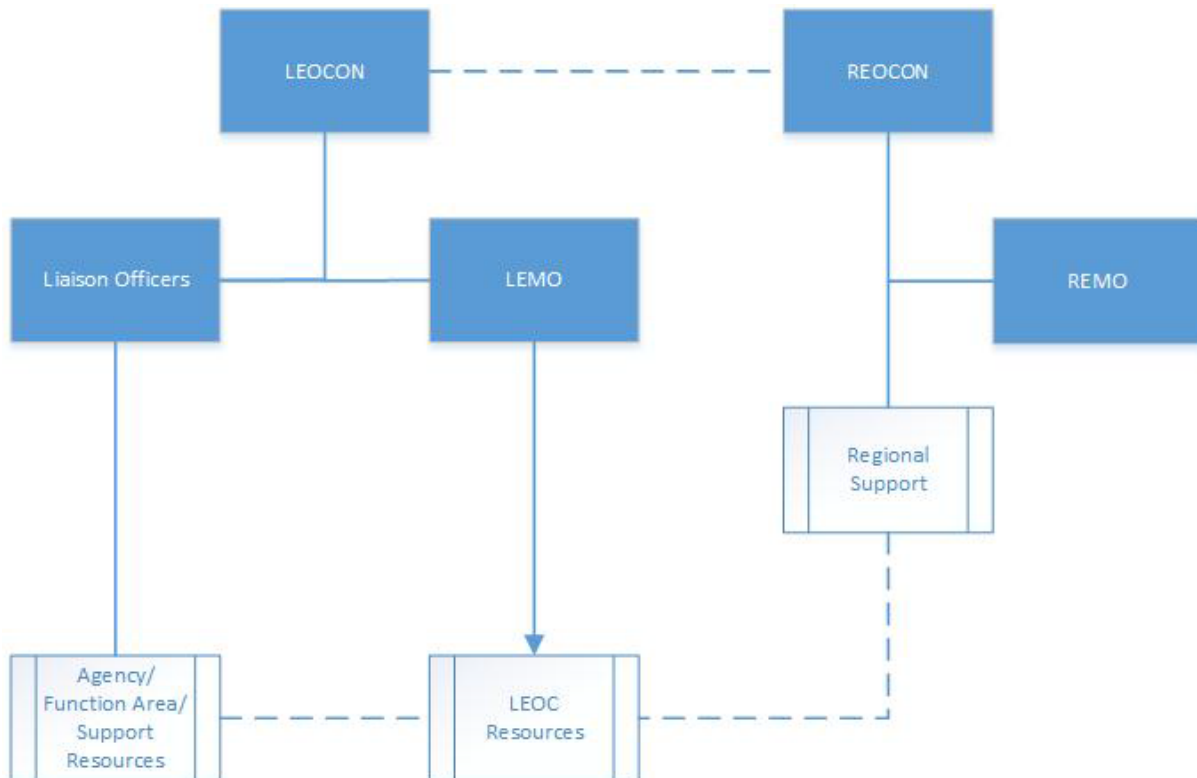 LEOCON
REOCON
Liaison Officers
LEMO
REMO
Regional
Support
Agency/
Function Area/
Support
Resources
LEOC
Resources